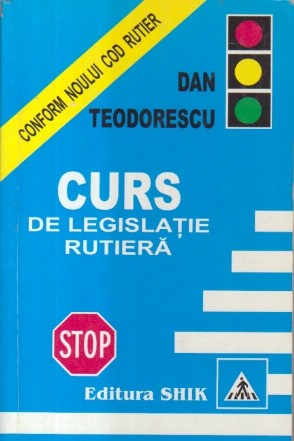 CONFORM NOULUI COD RUTIER
DAN
TEODORESCU
CURS
DE LEGISLAȚIE
RUTIERĂ
STOP
Editura SHIK